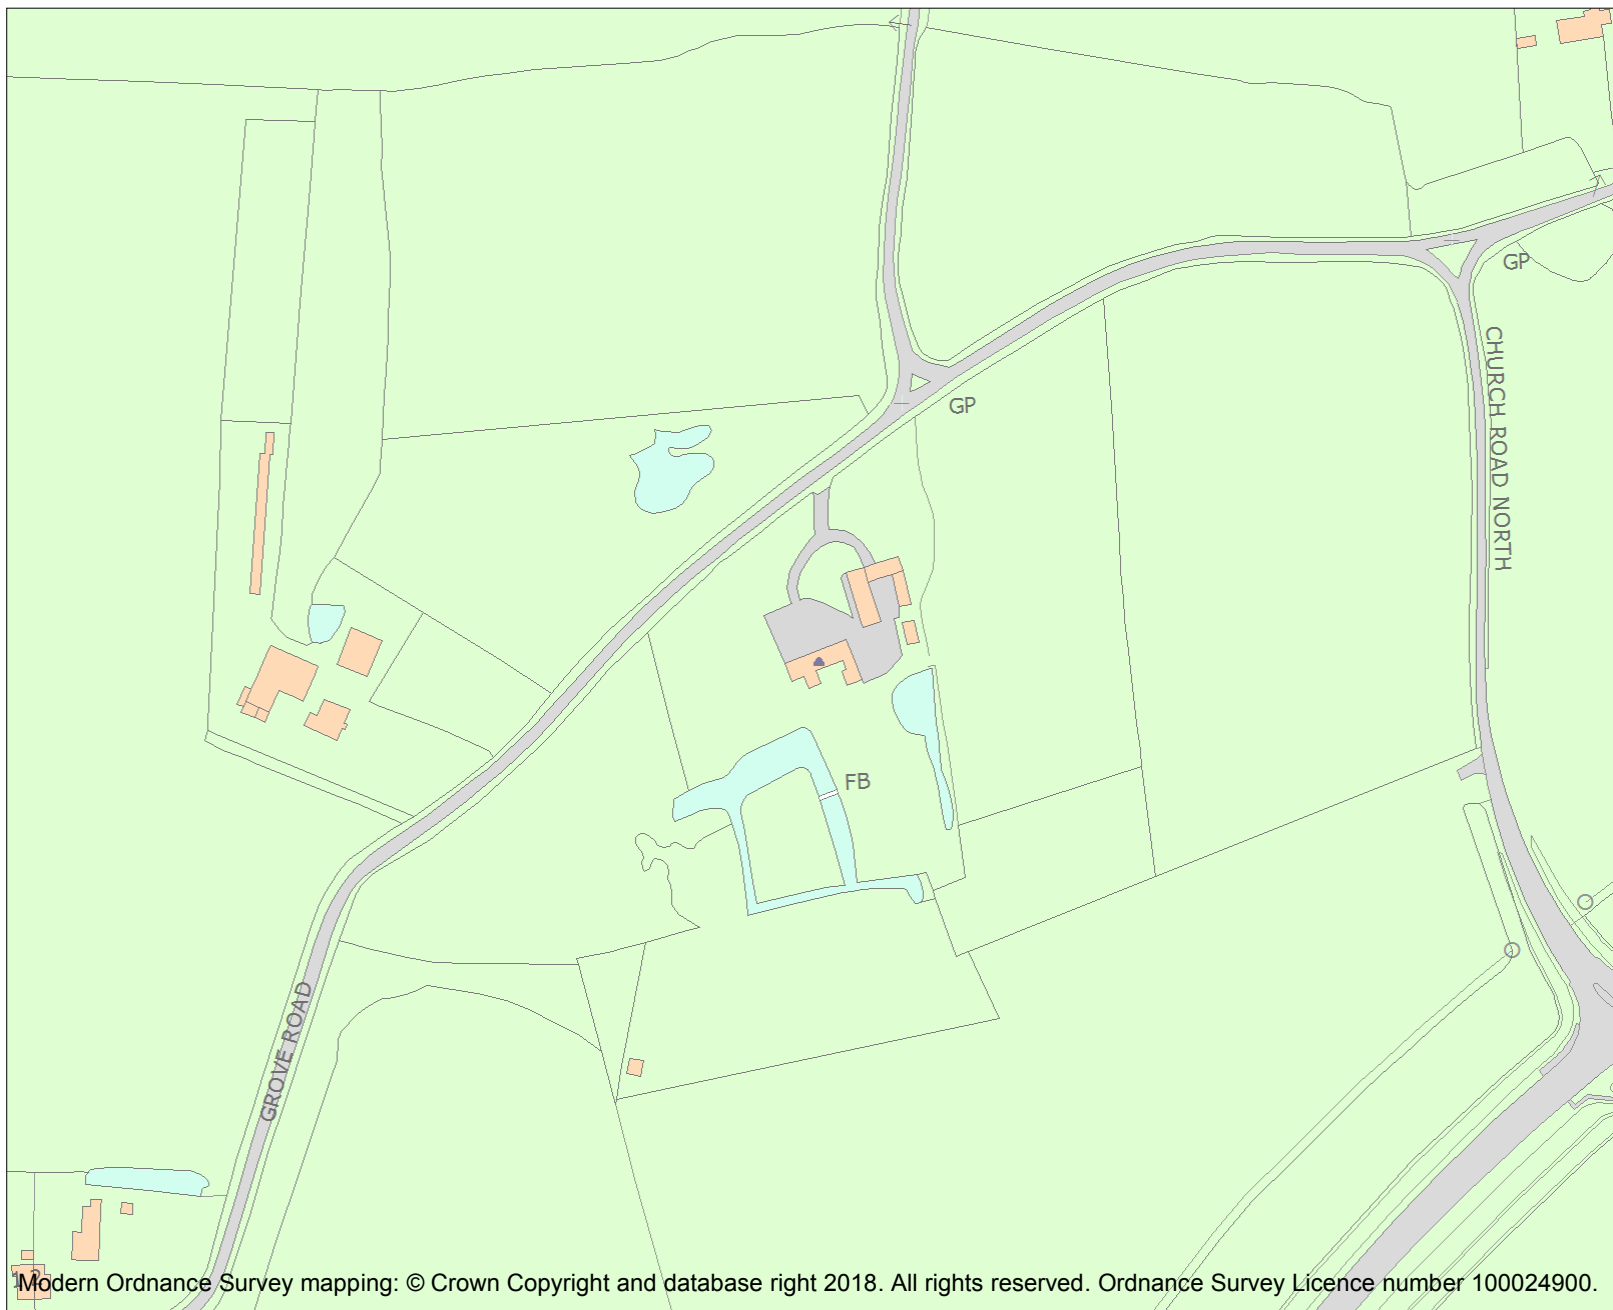 GP
CHURCH ROAD NORTH
GP
FB
GROVE ROAD
Modern Ordnance Survey mapping: © Crown Copyright and database right 2018. All rights reserved. Ordnance Survey Licence number 100024900.